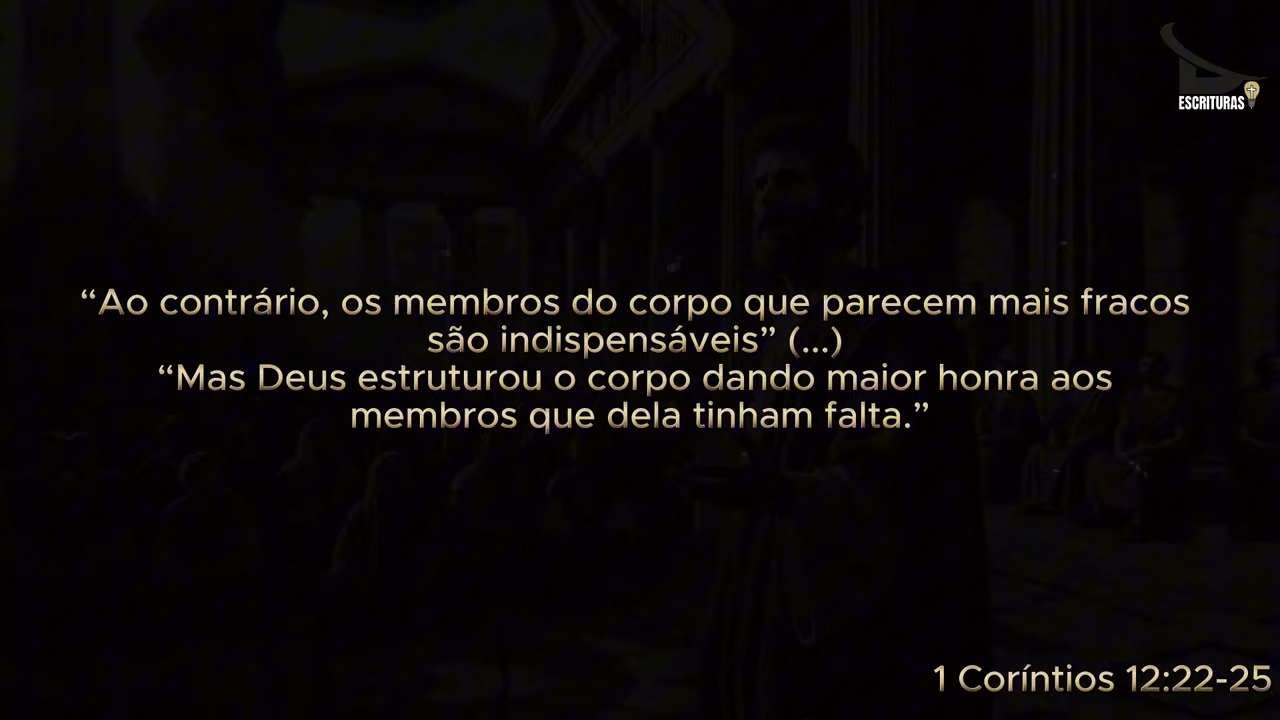 ESCRITURAS
“Ao contrário, os membros do corpo que parecem mais fracos
são indispensáveis” (...)
“Mas Deus estruturou o corpo dando maior honra aos
membros que dela tinham falta.”
1 Coríntios 12:22-25